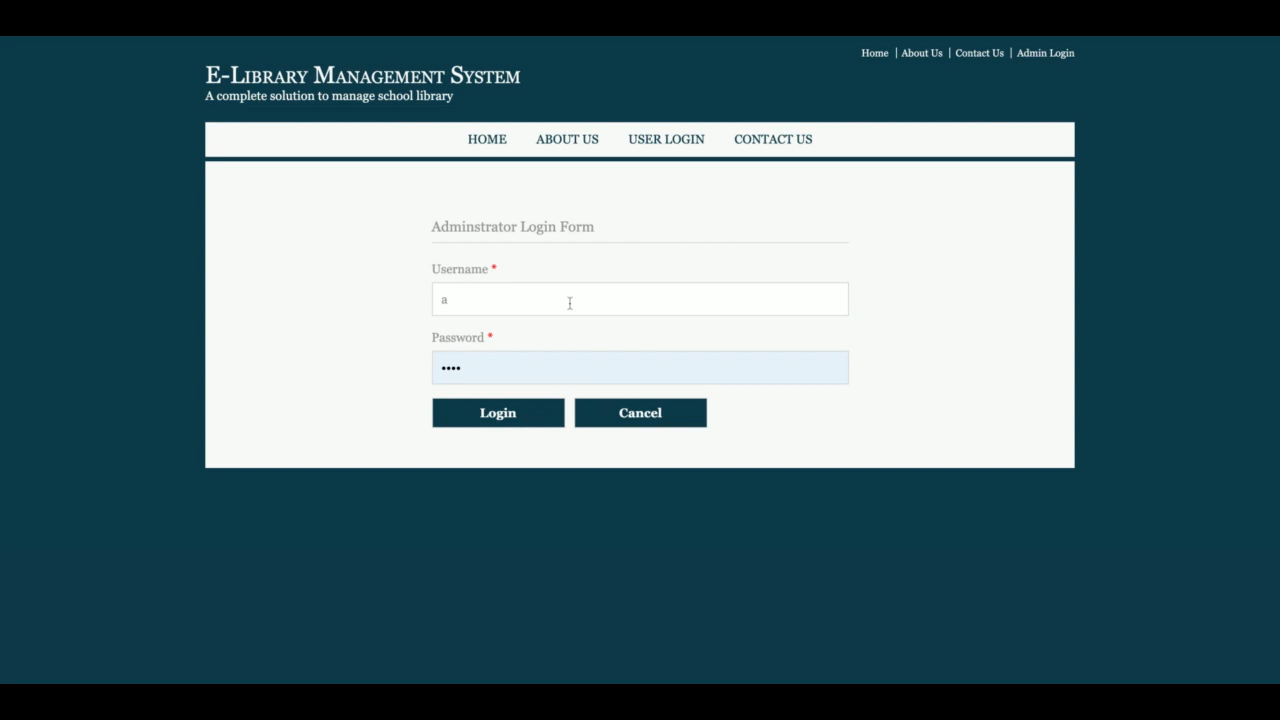 Home | About Us | Contact Us | Admin Login
E-Library Management System
A complete solution to manage school library
HOME ABOUT US USER LOGIN CONTACT US
Adminstrator Login Form
Username *
a
Password *
••••
Login Cancel